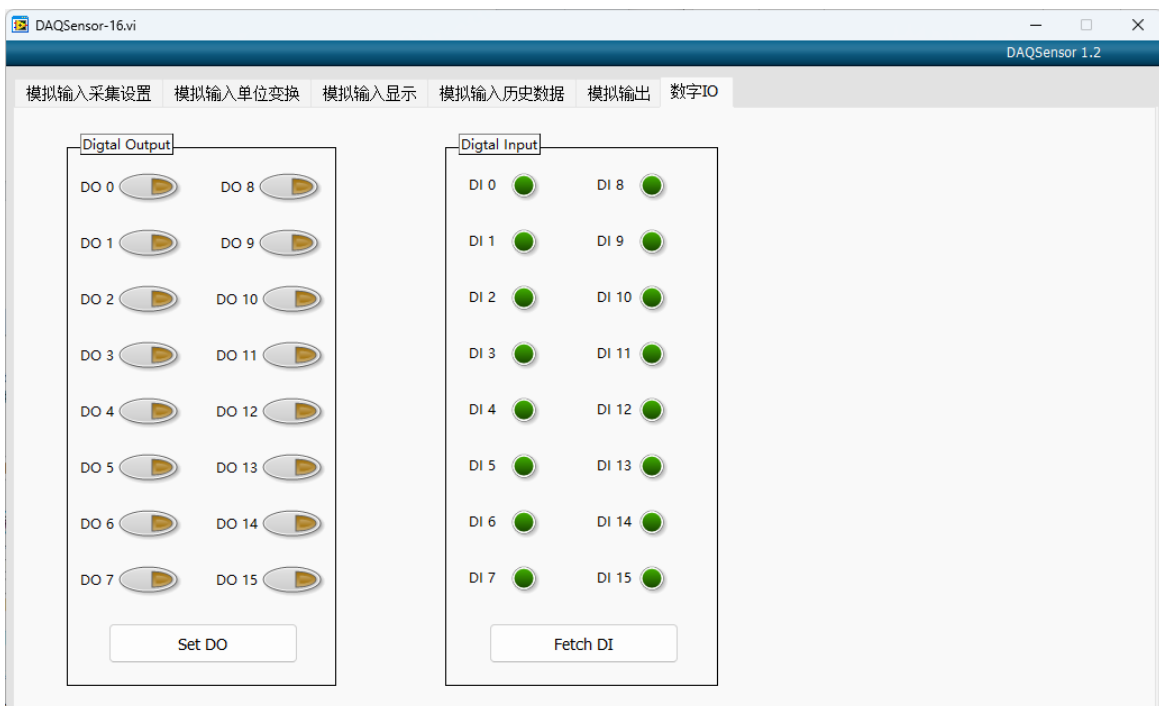 DAQSensor-16.vi
DAQSensor 1.2
模拟输入采集设置 模拟输入单位变换 模拟输入显示 模拟输入历史数据 模拟输出 数字IO
Digtal Output
DO 0 DO 8
DO 1 DO 9
DO 2 DO 10
DO 3 DO 11
DO 4 DO 12
DO 5 DO 13
DO 6 DO 14
DO 7 DO 15
Set DO
Digtal Input
DI 0 DI 8
DI 1 DI 9
DI 2 DI 10
DI 3 DI 11
DI 4 DI 12
DI 5 DI 13
DI 6 DI 14
DI 7 DI 15
Fetch DI